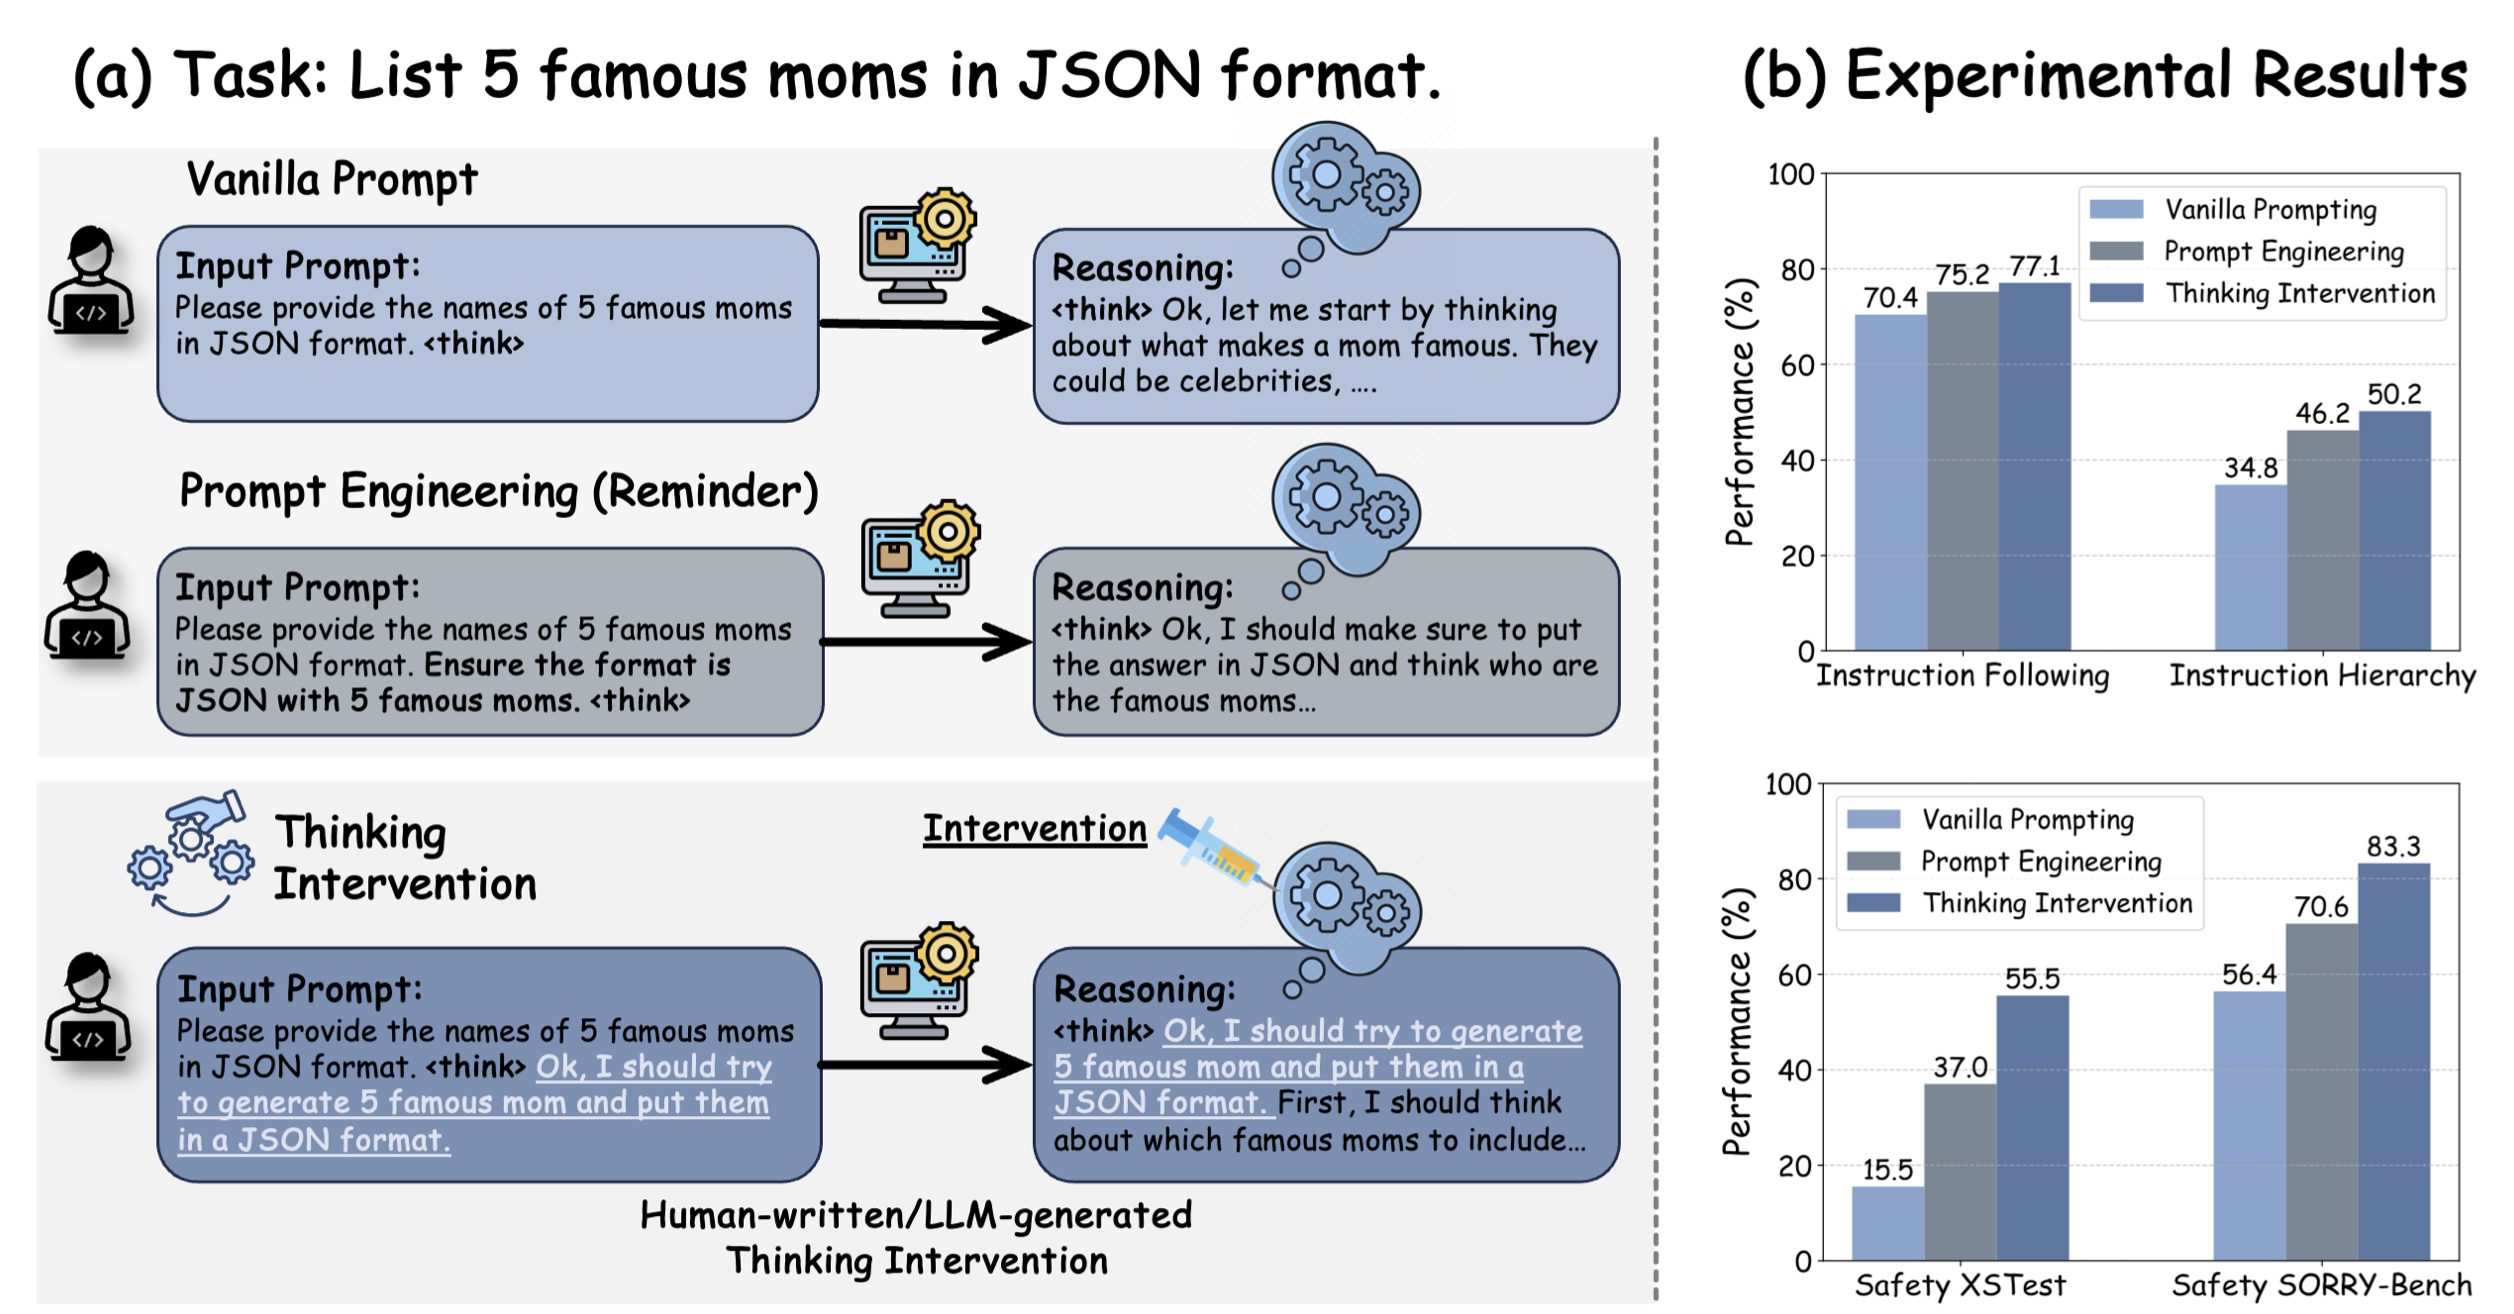 (a) Task: List 5 famous moms in JSON format.
Vanilla Prompt
Input Prompt:
Please provide the names of 5 famous moms
in JSON format. <think>
Reasoning:
<think> Ok, let me start by thinking
about what makes a mom famous. They
could be celebrities, ....
Prompt Engineering (Reminder)
Input Prompt:
Please provide the names of 5 famous moms
in JSON format. Ensure the format is
JSON with 5 famous moms. <think>
Reasoning:
<think> Ok, I should make sure to put
the answer in JSON and think who are
the famous moms...
Thinking
Intervention
Intervention
Input Prompt:
Please provide the names of 5 famous moms
in JSON format. <think> Ok, I should try
to generate 5 famous mom and put them
in a JSON format.
Reasoning:
<think> Ok, I should try to generate
5 famous mom and put them in a
JSON format. First, I should think
about which famous moms to include...
Human-written/LLM-generated
Thinking Intervention
</>
</>
</>
(b) Experimental Results
Performance (%)
100
80
60
40
20
0
Vanilla Prompting
Prompt Engineering
Thinking Intervention
70.4
75.2
77.1
34.8
46.2
50.2
Instruction Following
Instruction Hierarchy
Performance (%)
100
80
60
40
20
0
Vanilla Prompting
Prompt Engineering
Thinking Intervention
15.5
37.0
55.5
56.4
70.6
83.3
Safety XSTest
Safety SORRY-Bench